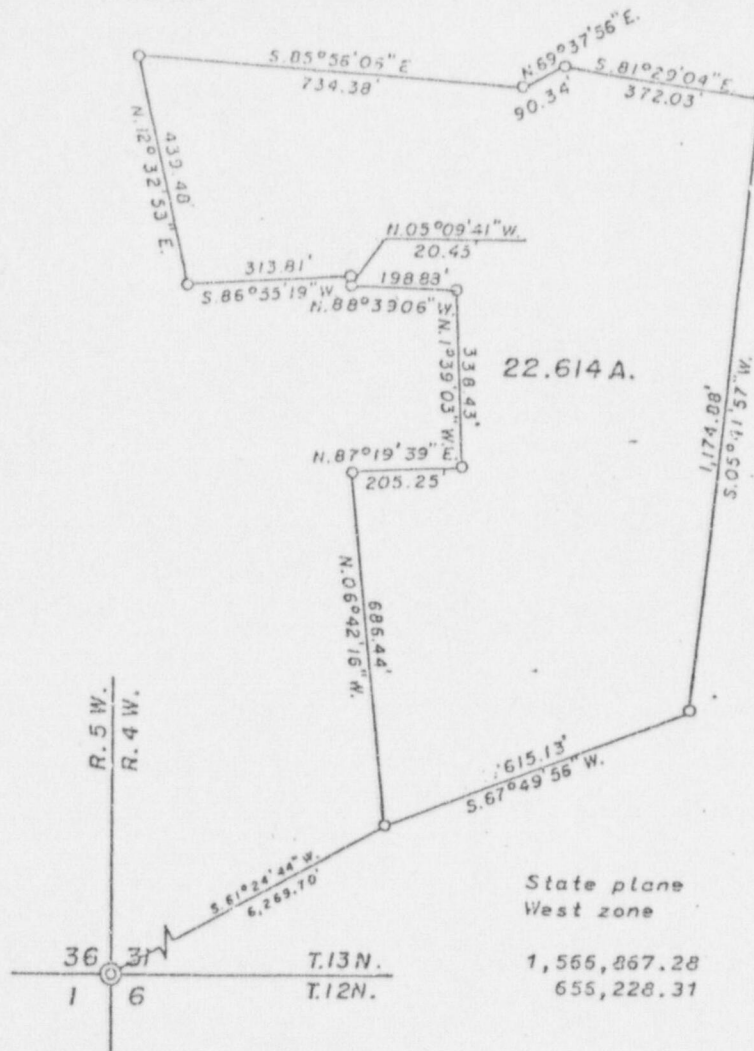 S.85°56'06"E
734.38'
N.69°37'56"E.
90.34'
S.81°29'04"E.
372.03'
439.48'
N.12°32'53"E.
N.05°09'41"W.
20.45'
313.81'
S.86°55'19"W.
198.83'
N.88°39'06"W.
338.43'
N.1°39'03"W.
22.614A.
1,174.88'
S.05°41'57"W.
N.87°19'39"E.
205.25'
686.44'
N.06°42'16"W.
615.13'
S.67°49'56"W.
R.5W.
R.4W.
S.61°24'44"W.
6,269.70'
State plane
West zone
36 31 T.13N.
1 6 T.12N.
1,566,867.28
655,228.31